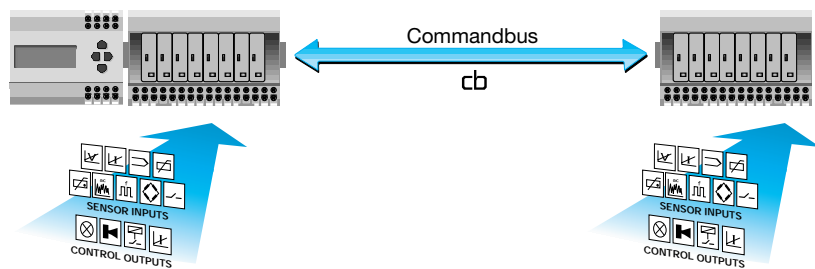 Commandbus
cb
SENSOR INPUTS
CONTROL OUTPUTS
SENSOR INPUTS
CONTROL OUTPUTS